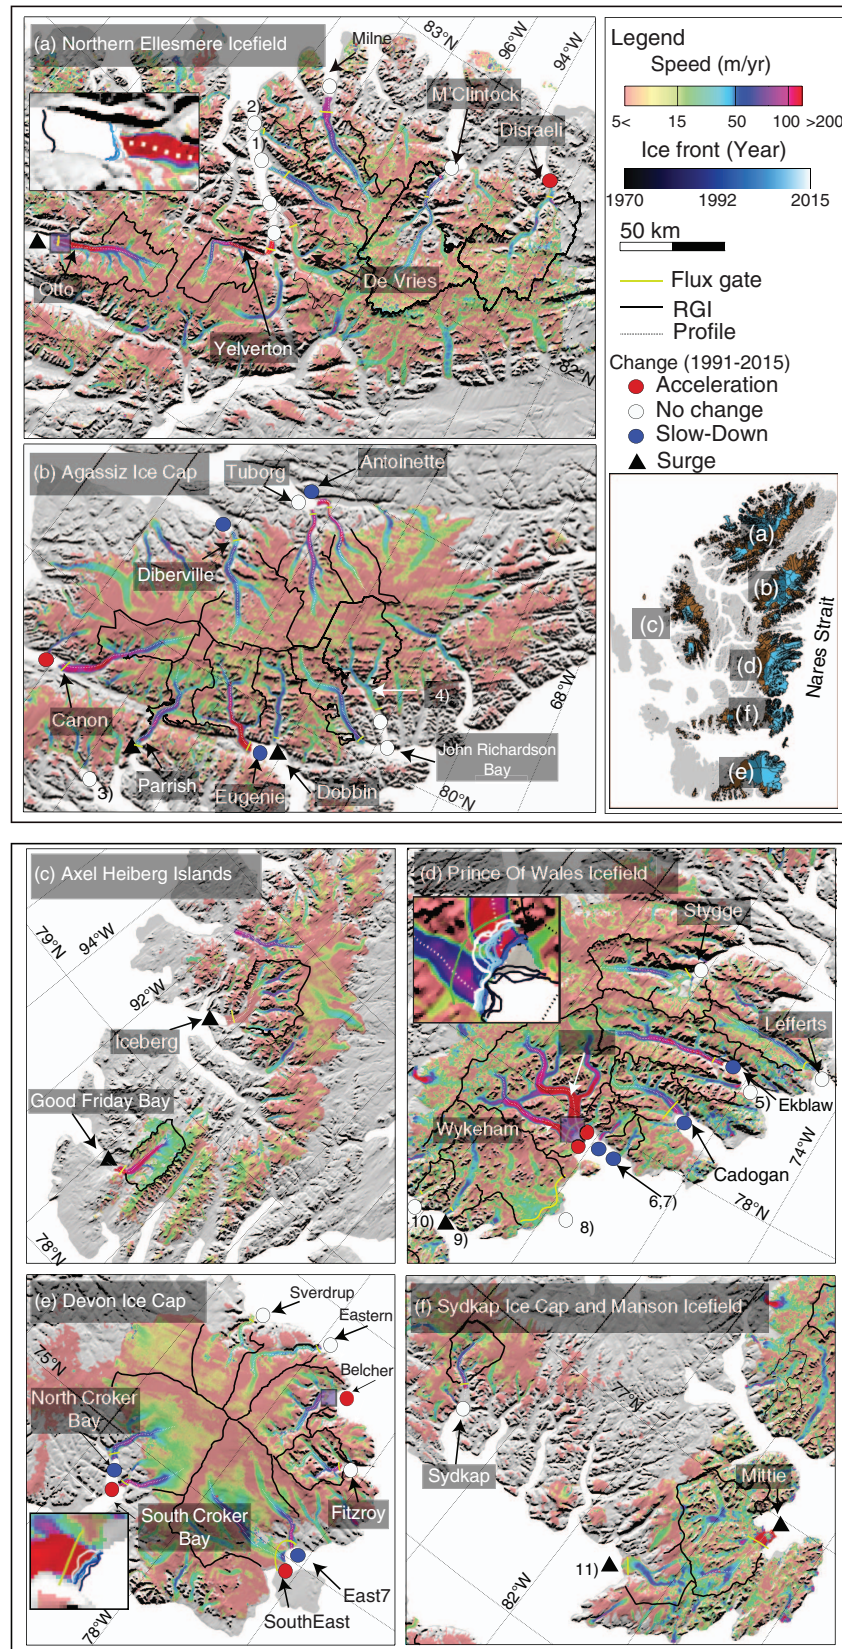 (a) Northern Ellesmere Icefield
Milne
83°N
96°W
94°W
M'Clintock
Disraeli
2)
1)
Otto
De Vries
Yelverton
82°N
Legend
Speed (m/yr)
5< 15 50 100 >200
Ice front (Year)
1970 1992 2015
50 km
Flux gate
RGI
Profile
Change (1991-2015)
Acceleration
No change
Slow-Down
Surge
(a)
(b)
(c)
(d)
(f)
(e)
Nares Strait
(b) Agassiz Ice Cap
Tuborg
Antoinette
Diberville
Canon
4)
68°W
Parrish
Eugenie
Dobbin
John Richardson
Bay
3)
80°N
(c) Axel Heiberg Islands
79°N
94°W
92°W
Iceberg
Good Friday Bay
78°N
(d) Prince Of Wales Icefield
Stygge
Lefferts
5)
Ekblaw
Wykeham
Cadogan
74°W
6,7)
78°N
8)
10)
9)
(e) Devon Ice Cap
Sverdrup
Eastern
75°N
Belcher
North Croker
Bay
Fitzroy
South Croker
Bay
East7
SouthEast
78°W
(f) Sydkap Ice Cap and Manson Icefield
77°N
Sydkap
Mittie
11)
82°W